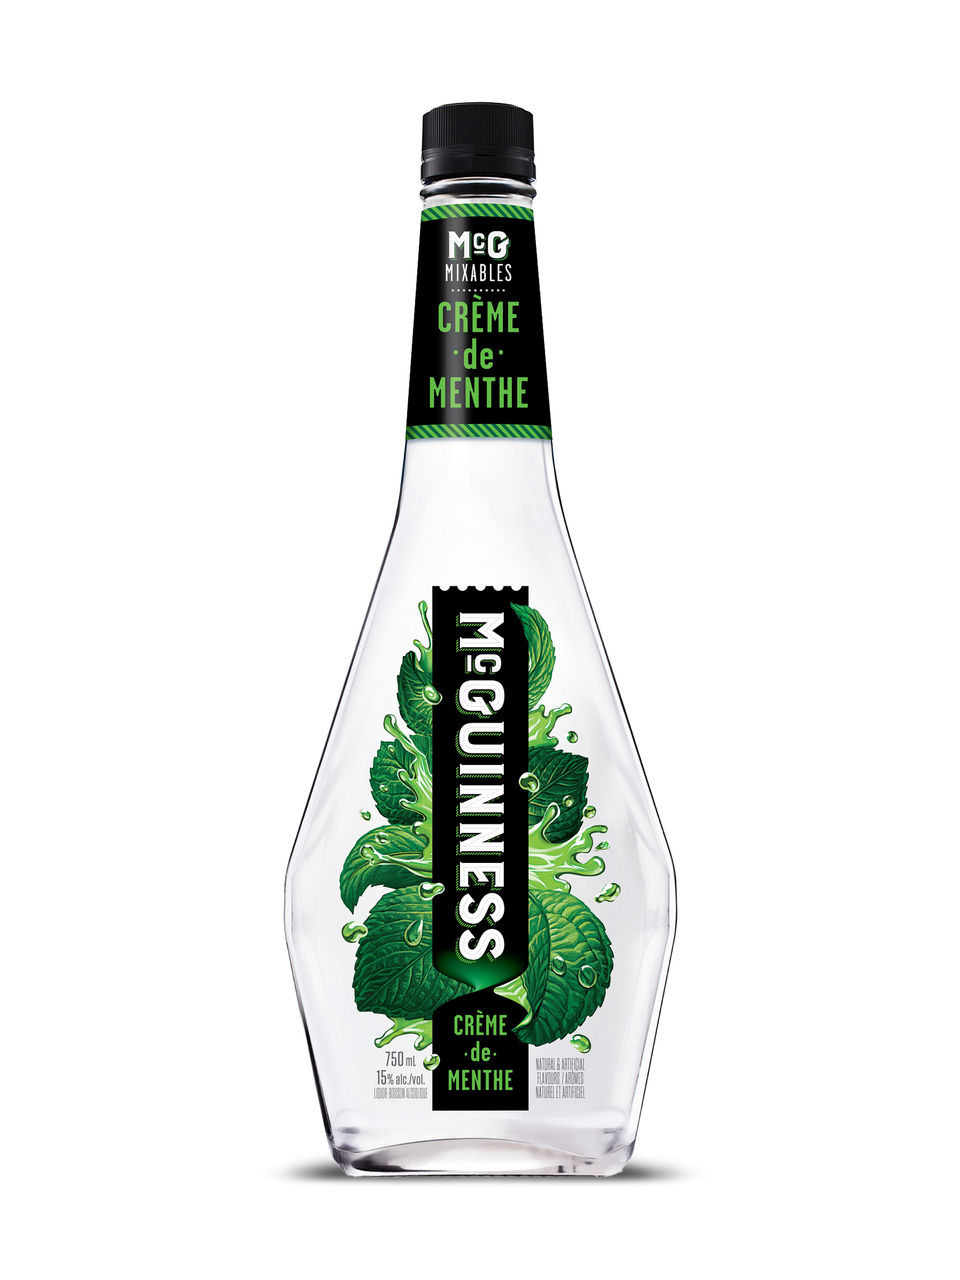 McG
MIXABLES
CRÈME
·de·
MENTHE
McGUINNESS
CRÈME
·de·
MENTHE
750 mL
15% alc./vol.
LIQUOR·BOISSON ALCOOLIQUE
NATURAL & ARTIFICIAL
FLAVOURS / ARÔMES
NATUREL ET ARTIFICIEL